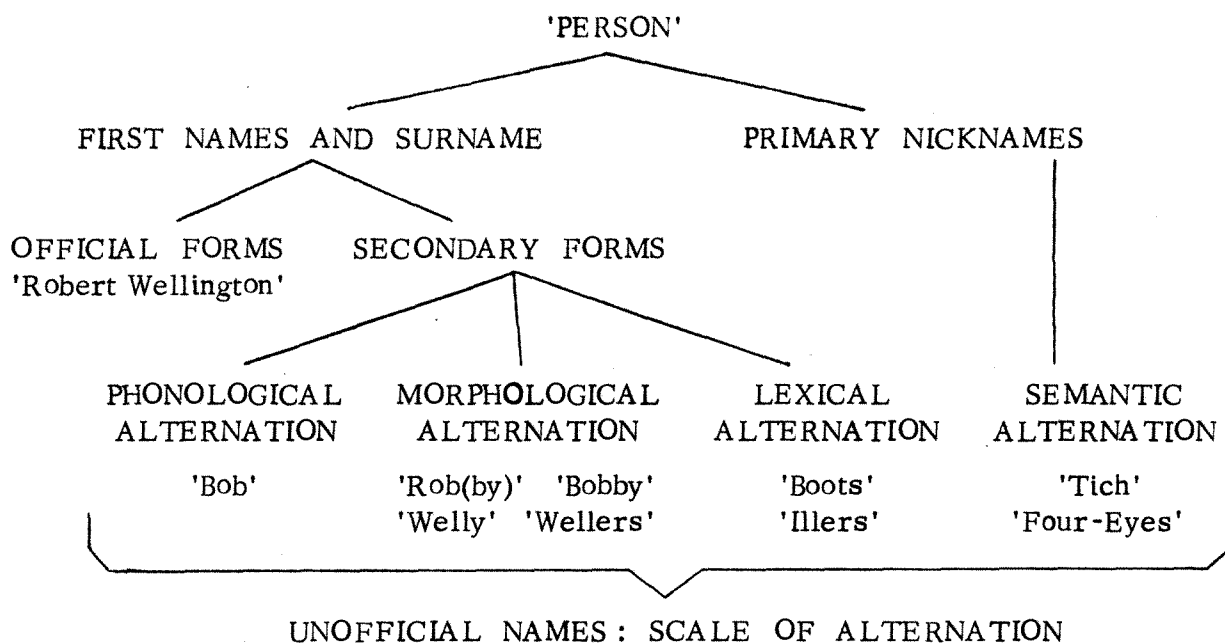 'PERSON'
FIRST NAMES AND SURNAME PRIMARY NICKNAMES
OFFICIAL FORMS SECONDARY FORMS
'Robert Wellington'
PHONOLOGICAL MORPHOLOGICAL LEXICAL SEMANTIC
ALTERNATION ALTERNATION ALTERNATION ALTERNATION
'Bob' 'Rob(by)' 'Bobby' 'Boots' 'Tich'
'Welly' 'Wellers' 'Illers' 'Four-Eyes'
UNOFFICIAL NAMES: SCALE OF ALTERNATION